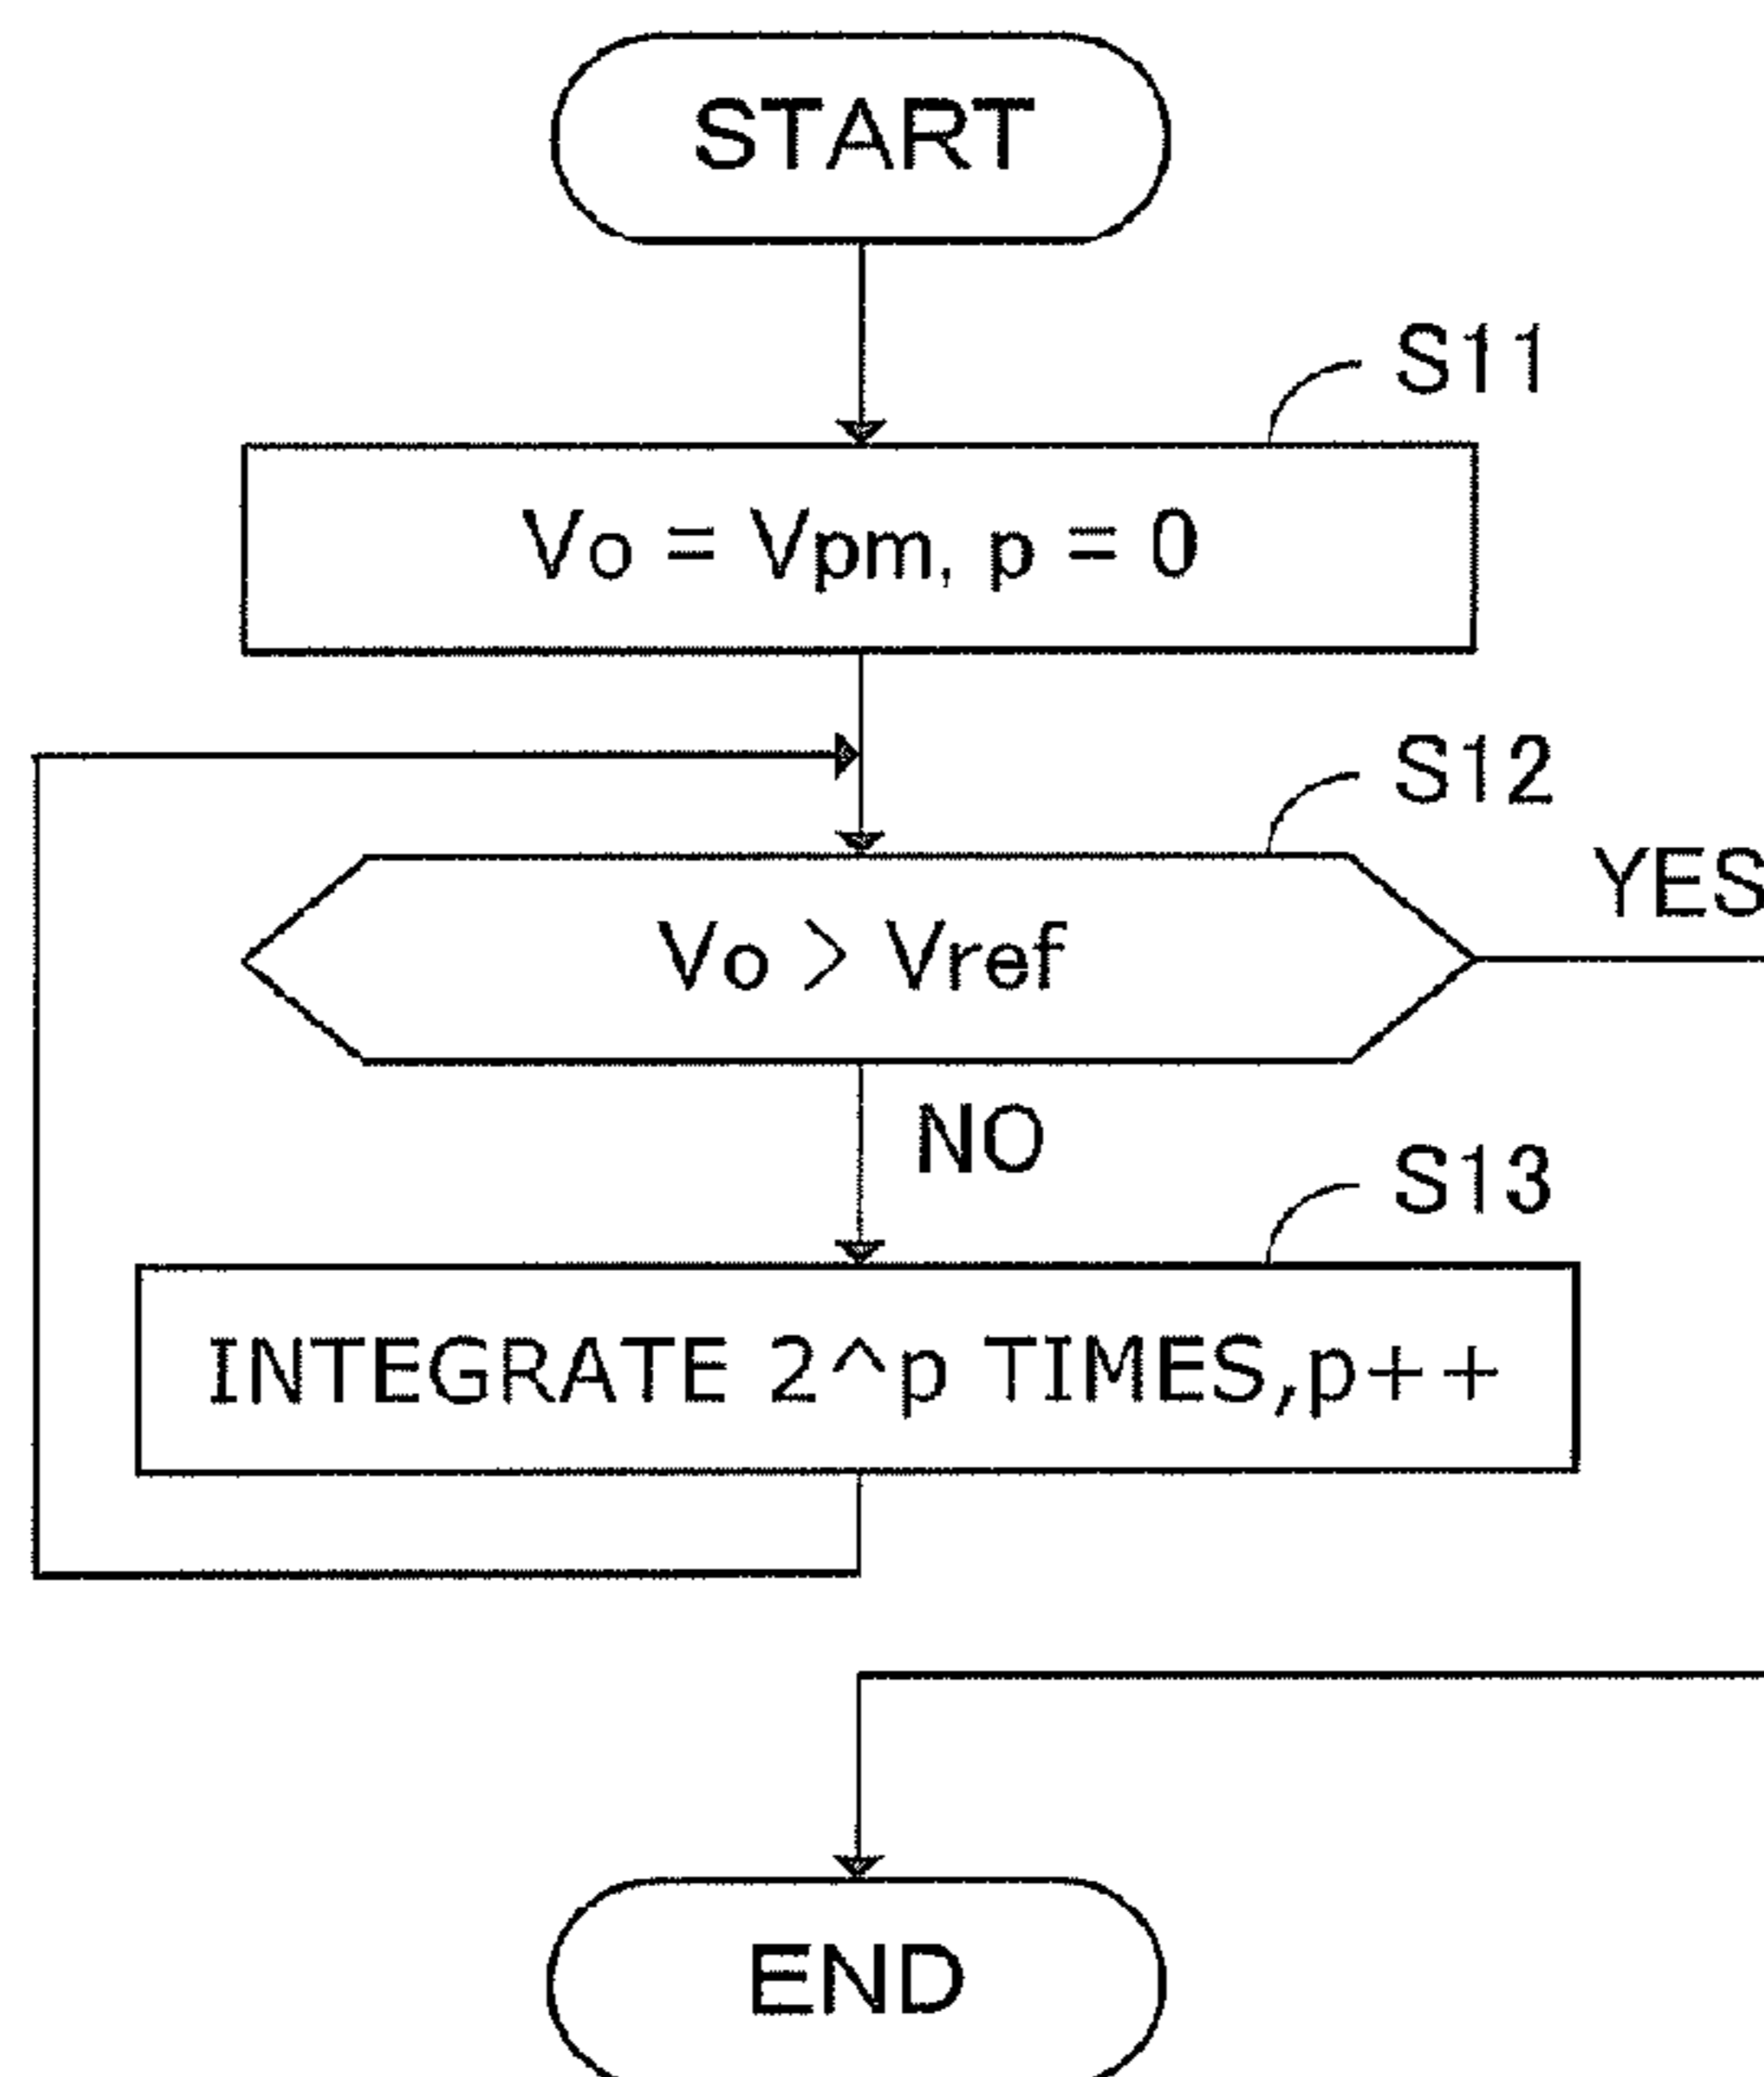 START
S11
Vo = Vpm, p = 0
S12
YES
Vo > Vref
NO
S13
INTEGRATE 2^p TIMES,p++
END